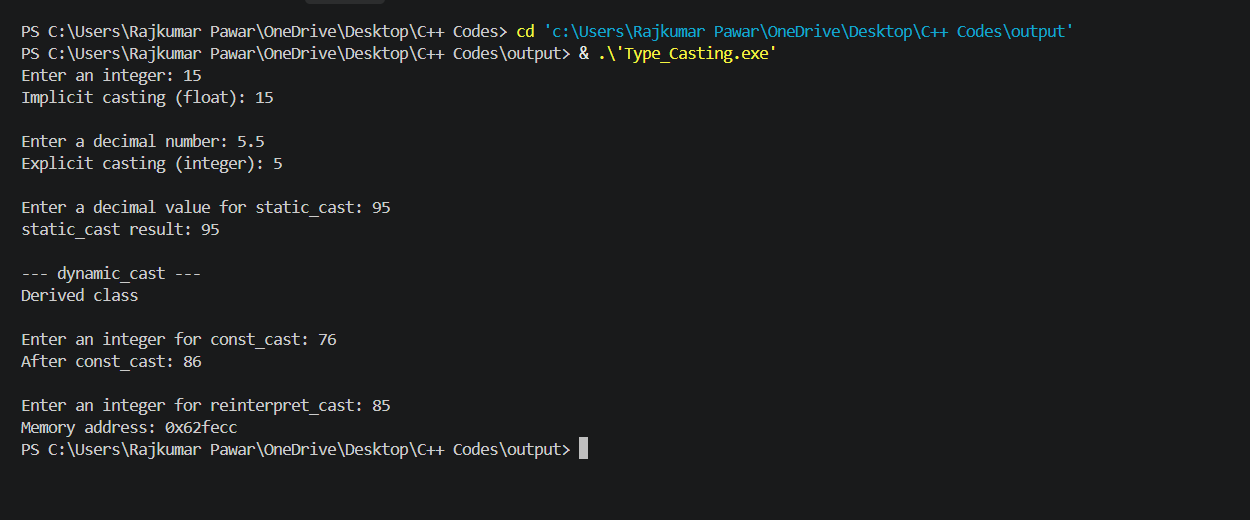 PS C:\Users\Rajkumar Pawar\OneDrive\Desktop\C++ Codes> cd 'c:\Users\Rajkumar Pawar\OneDrive\Desktop\C++ Codes\output'
PS C:\Users\Rajkumar Pawar\OneDrive\Desktop\C++ Codes\output> & .\'Type_Casting.exe'
Enter an integer: 15
Implicit casting (float): 15
Enter a decimal number: 5.5
Explicit casting (integer): 5
Enter a decimal value for static_cast: 95
static_cast result: 95
--- dynamic_cast ---
Derived class
Enter an integer for const_cast: 76
After const_cast: 86
Enter an integer for reinterpret_cast: 85
Memory address: 0x62fecc
PS C:\Users\Rajkumar Pawar\OneDrive\Desktop\C++ Codes\output>